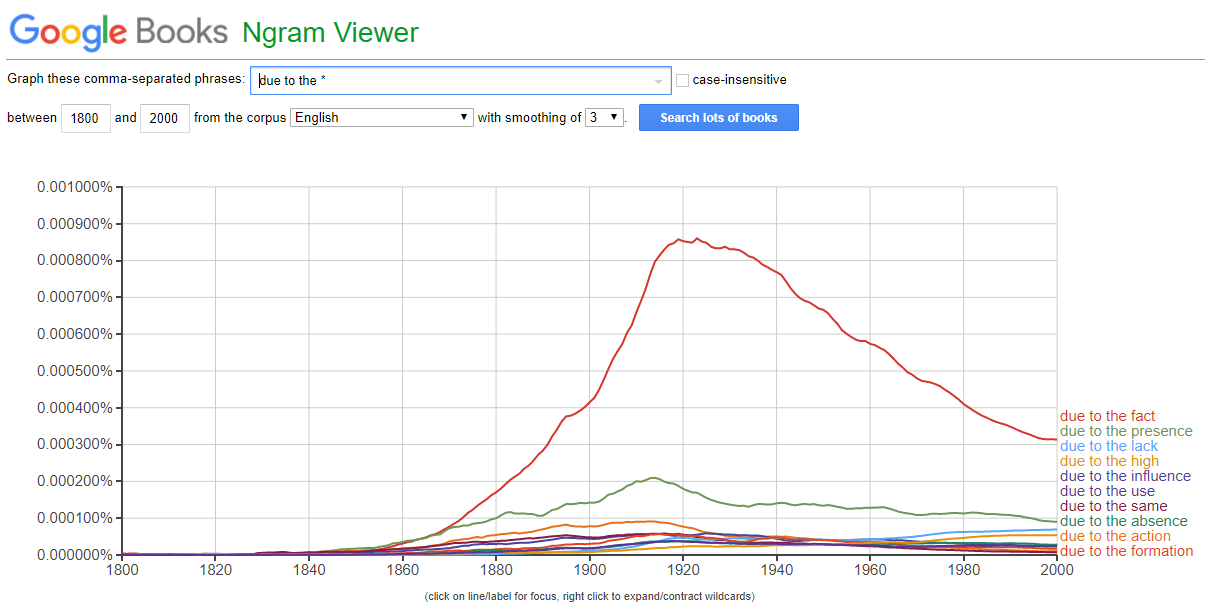 Google Books Ngram Viewer
Graph these comma-separated phrases: due to the * case-insensitive
between 1800 and 2000 from the corpus English with smoothing of 3 . Search lots of books
0.001000%
0.000900%
0.000800%
0.000700%
0.000600%
0.000500%
0.000400%
0.000300%
0.000200%
0.000100%
0.000000%
due to the fact
due to the presence
due to the lack
due to the high
due to the influence
due to the use
due to the same
due to the absence
due to the action
due to the formation
1800 1820 1840 1860 1880 1900 1920 1940 1960 1980 2000
(click on line/label for focus, right click to expand/contract wildcards)